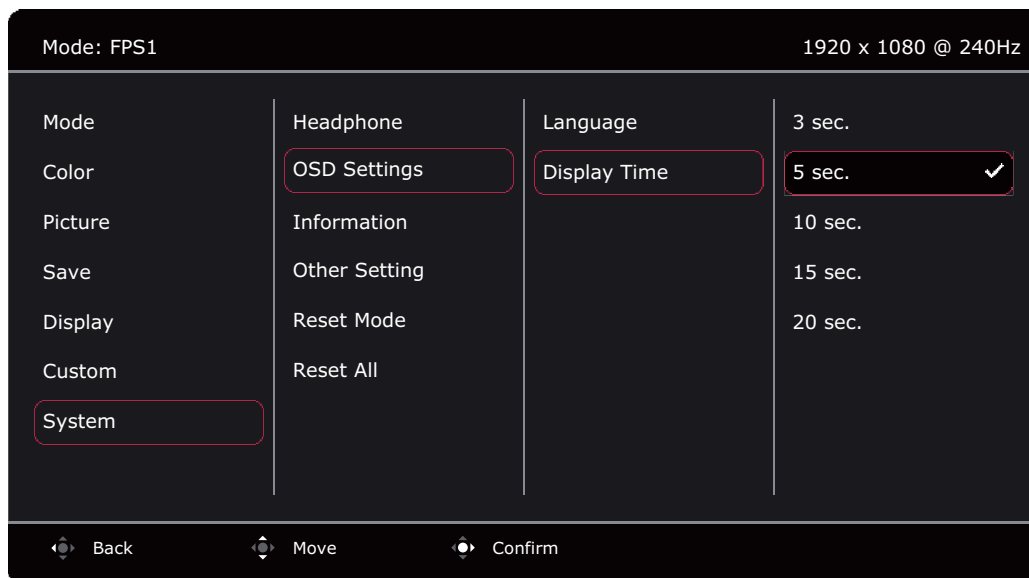 Mode: FPS1
1920 x 1080 @ 240Hz
Mode
Color
Picture
Save
Display
Custom
System
Headphone
OSD Settings
Information
Other Setting
Reset Mode
Reset All
Language
Display Time
3 sec.
5 sec.
10 sec.
15 sec.
20 sec.
Back
Move
Confirm